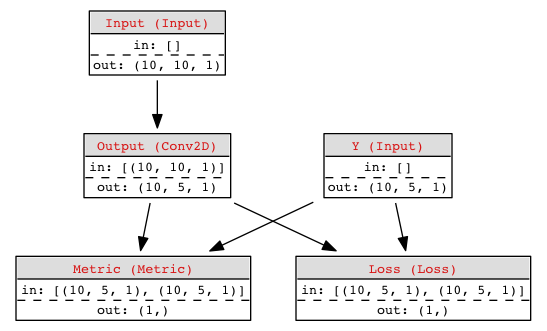 Input (Input)
in: []
out: (10, 10, 1)
Output (Conv2D)
in: [(10, 10, 1)]
out: (10, 5, 1)
Y (Input)
in: []
out: (10, 5, 1)
Metric (Metric)
in: [(10, 5, 1), (10, 5, 1)]
out: (1,)
Loss (Loss)
in: [(10, 5, 1), (10, 5, 1)]
out: (1,)